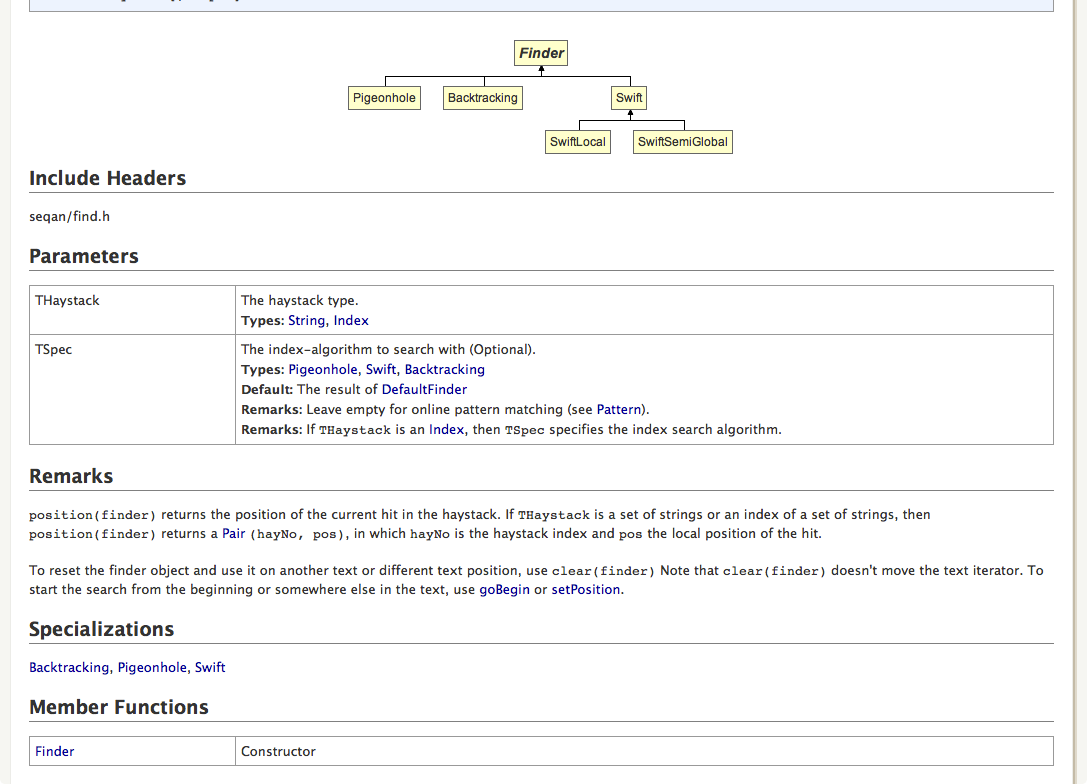 Finder
Pigeonhole Backtracking Swift
SwiftLocal SwiftSemiGlobal
Include Headers
seqan/find.h
Parameters
THaystack
The haystack type.
Types: String, Index
TSpec
The index-algorithm to search with (Optional).
Types: Pigeonhole, Swift, Backtracking
Default: The result of DefaultFinder
Remarks: Leave empty for online pattern matching (see Pattern).
Remarks: If THaystack is an Index, then TSpec specifies the index search algorithm.
Remarks
position(finder) returns the position of the current hit in the haystack. If THaystack is a set of strings or an index of a set of strings, then
position(finder) returns a Pair (hayNo, pos), in which hayNo is the haystack index and pos the local position of the hit.
To reset the finder object and use it on another text or different text position, use clear(finder) Note that clear(finder) doesn't move the text iterator. To
start the search from the beginning or somewhere else in the text, use goBegin or setPosition.
Specializations
Backtracking, Pigeonhole, Swift
Member Functions
Finder
Constructor